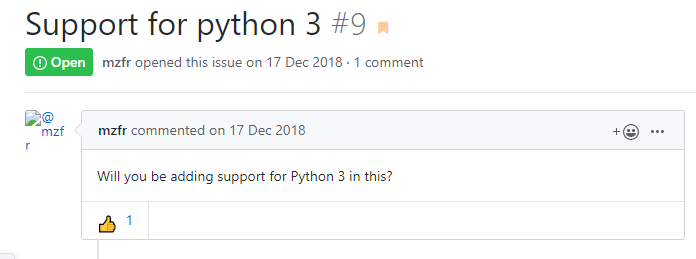 Support for python 3 #9
Open mzfr opened this issue on 17 Dec 2018 · 1 comment
@
mzf
r
mzfr commented on 17 Dec 2018
Will you be adding support for Python 3 in this?
1